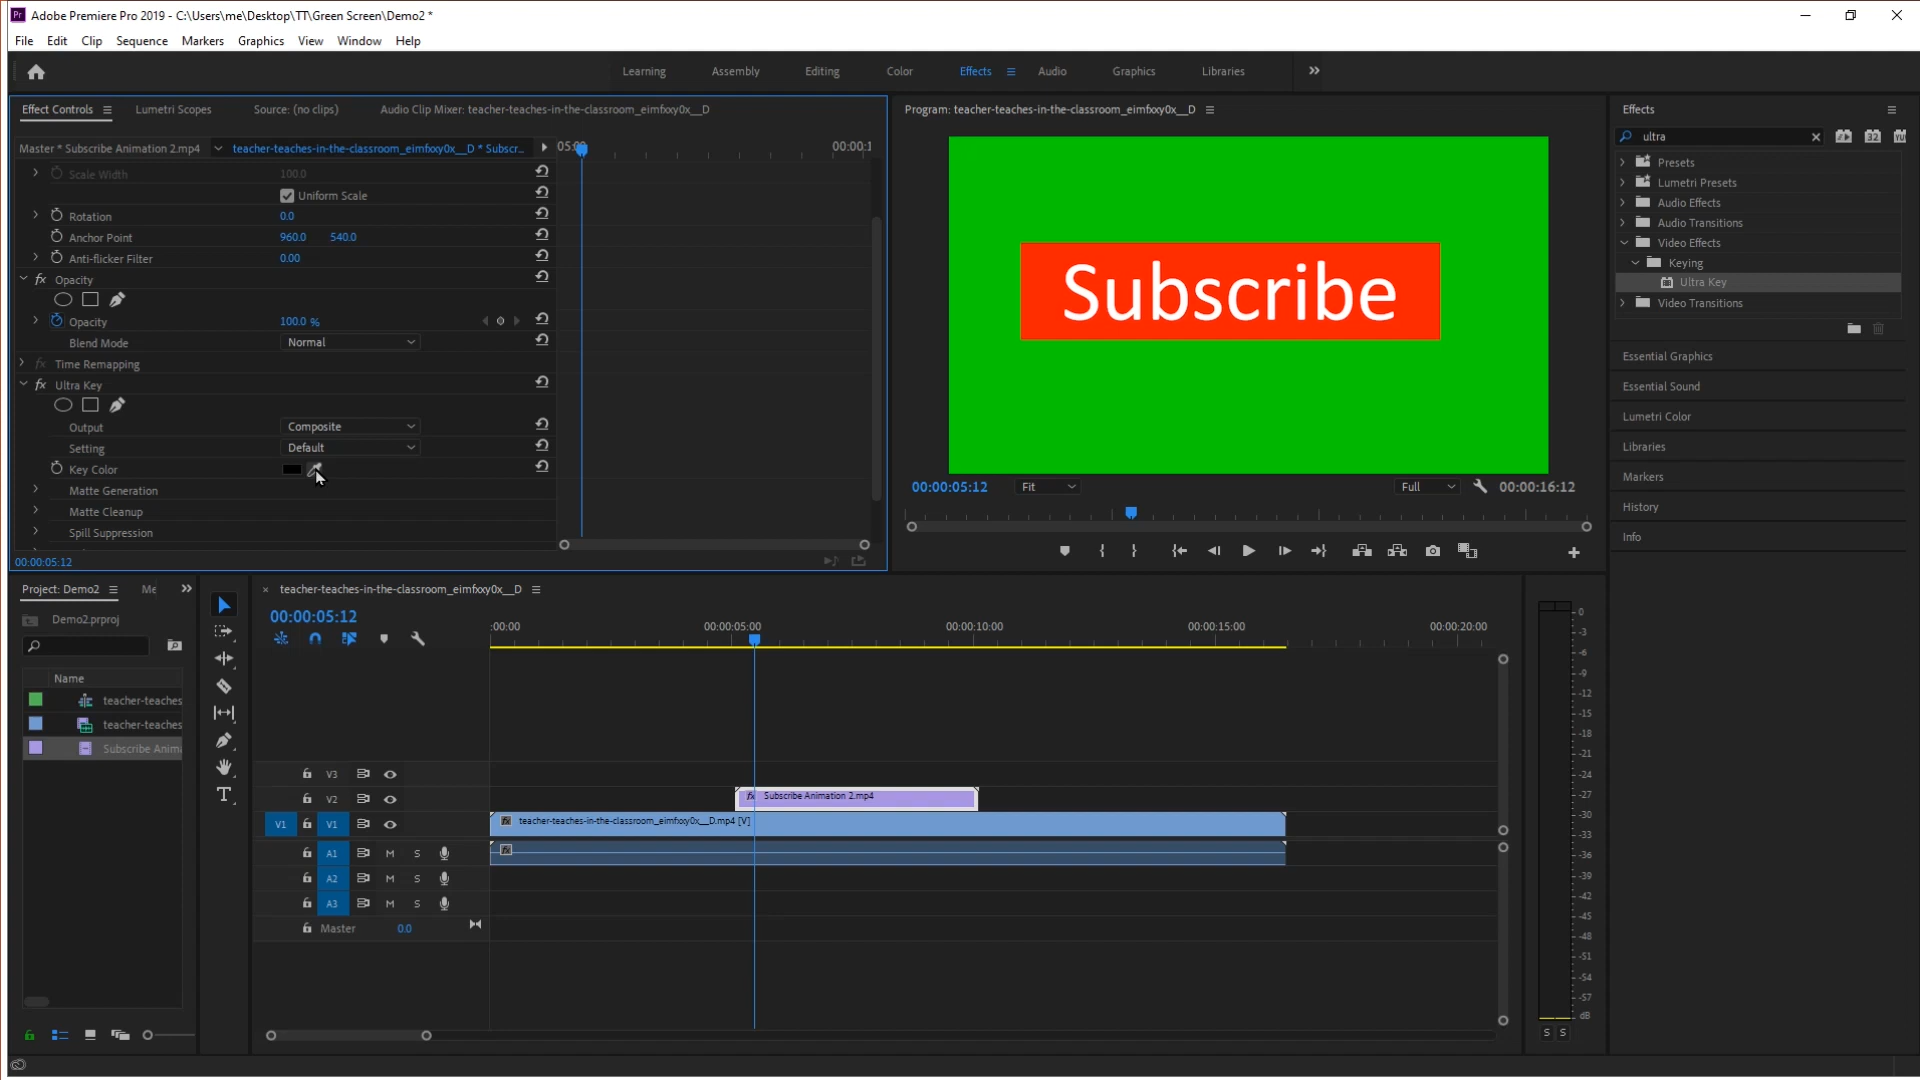 Adobe Premiere Pro 2019 - C:\Users\me\Desktop\TT\Green Screen\Demo2 *
File Edit Clip Sequence Markers Graphics View Window Help
Learning Assembly Editing Color Effects Audio Graphics Libraries
Effect Controls Lumetri Scopes Source: (no clips) Audio Clip Mixer: teacher-teaches-in-the-classroom_eimfxxy0x__D
Master * Subscribe Animation 2.mp4 teacher-teaches-in-the-classroom_eimfxxy0x__D * Subscr...
05:00 00:00:1
Scale Width 100.0
Uniform Scale
Rotation 0.0
Anchor Point 960.0 540.0
Anti-flicker Filter 0.00
fx Opacity
Opacity 100.0 %
Blend Mode Normal
fx Time Remapping
fx Ultra Key
Output Composite
Setting Default
Key Color
Matte Generation
Matte Cleanup
Spill Suppression
00:00:05:12
Program: teacher-teaches-in-the-classroom_eimfxxy0x__D
Subscribe
00:00:05:12 Fit Full 00:00:16:12
Effects
ultra
32 YU
Presets
Lumetri Presets
Audio Effects
Audio Transitions
Video Effects
Keying
Ultra Key
Video Transitions
Essential Graphics
Essential Sound
Lumetri Color
Libraries
Markers
History
Info
Project: Demo2 Me
Demo2.prproj
Name
teacher-teaches
teacher-teaches
Subscribe Anim
T
teacher-teaches-in-the-classroom_eimfxxy0x__D
00:00:05:12
:00:00 00:00:05:00 00:00:10:00 00:00:15:00 00:00:20:00
V3
V2 fx Subscribe Animation 2.mp4
V1 V1 fx teacher-teaches-in-the-classroom_eimfxxy0x__D.mp4 [V]
A1 M S fx
A2 M S
A3 M S
Master 0.0
0
-3
-6
-9
-12
-15
-18
-21
-24
-27
-30
-33
-36
-39
-42
-45
-48
-51
-54
-57
dB
S S